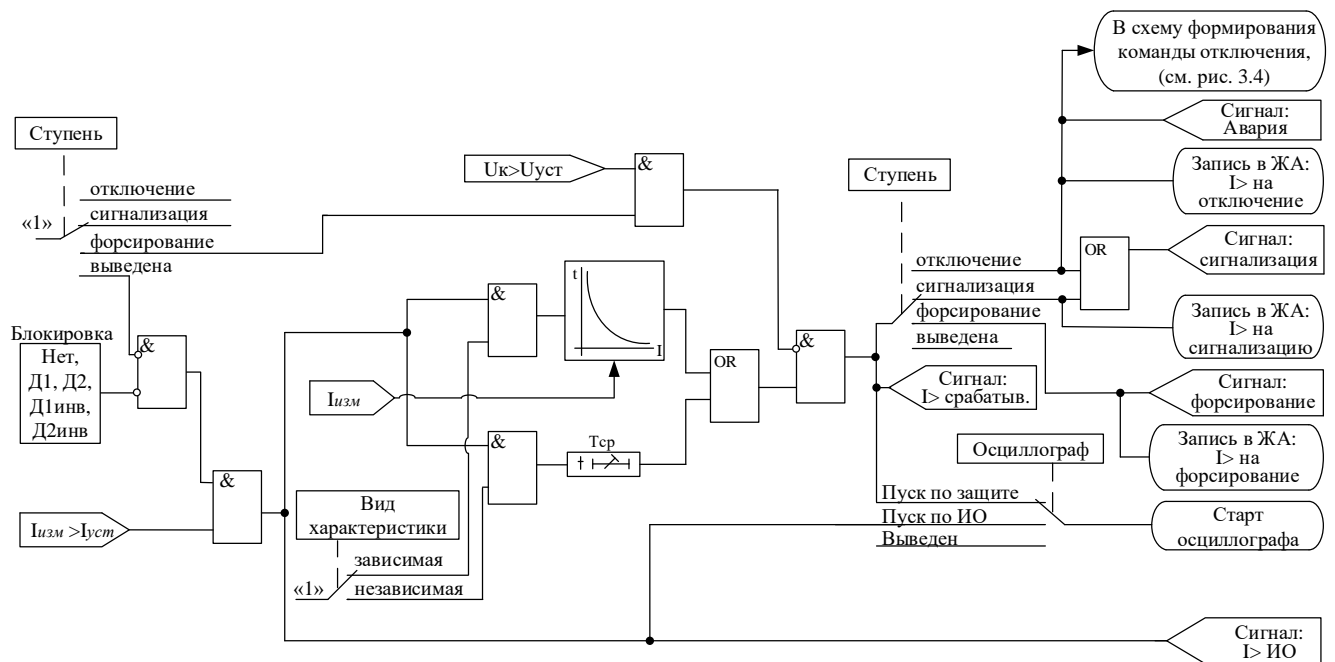 В схему формирования
команды отключения,
(см. рис. 3.4)
Сигнал:
Авария
Ступень
Uк>Uуст
&
Ступень
Запись в ЖА:
I> на
отключение
отключение
«1»
сигнализация
форсирование
выведена
отключение
сигнализация
форсирование
выведена
OR
Сигнал:
сигнализация
t
I
&
Блокировка
Нет,
Д1, Д2,
Д1инв,
Д2инв
&
&
OR
Запись в ЖА:
I> на
сигнализацию
Iизм
Сигнал:
I> срабатыв.
Сигнал:
форсирование
&
Тср
t
Запись в ЖА:
I> на
форсирование
Осциллограф
&
Iизм >Iуст
Вид
характеристики
Пуск по защите
Пуск по ИО
Выведен
Старт
осциллографа
зависимая
«1»
независимая
Сигнал:
I> ИО